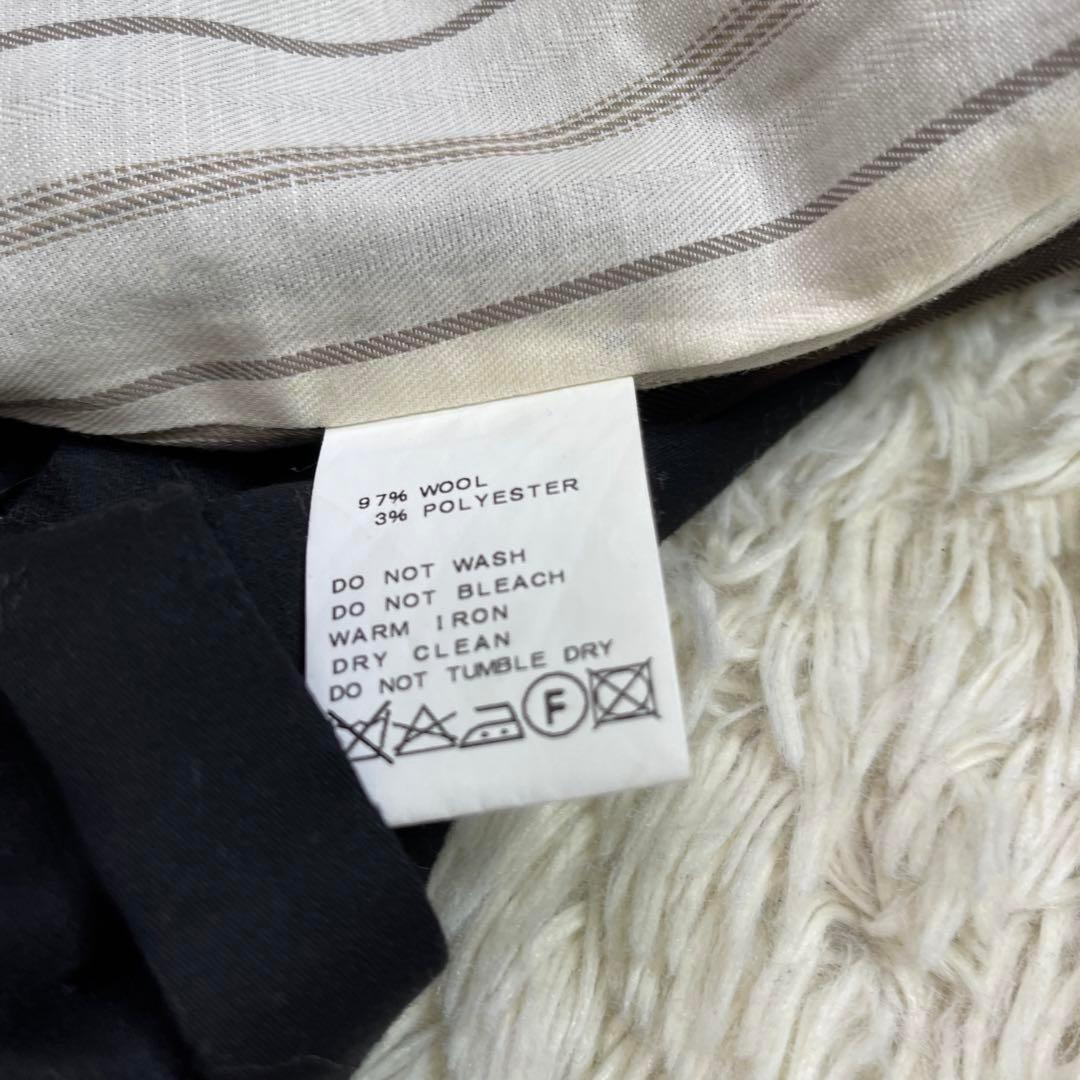 97% WOOL
3% POLYESTER
DO NOT WASH
DO NOT BLEACH
WARM IRON
DRY CLEAN
DO NOT TUMBLE DRY
F